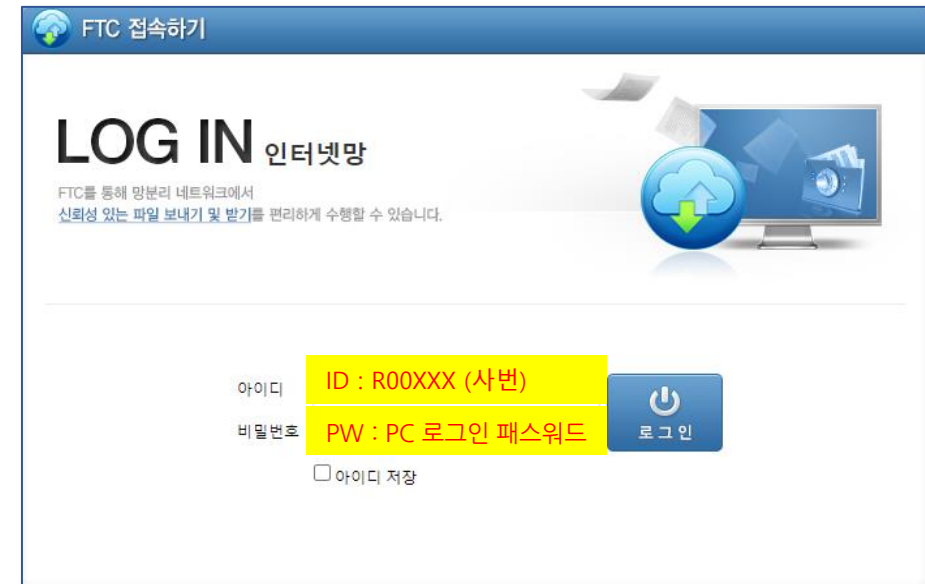 FTC 접속하기
LOG IN 인터넷망
FTC를 통해 망분리 네트워크에서
신뢰성 있는 파일 보내기 및 받기를 편리하게 수행할 수 있습니다.
아이디 ID : R00XXX (사번)
비밀번호 PW : PC 로그인 패스워드
로그인
아이디 저장